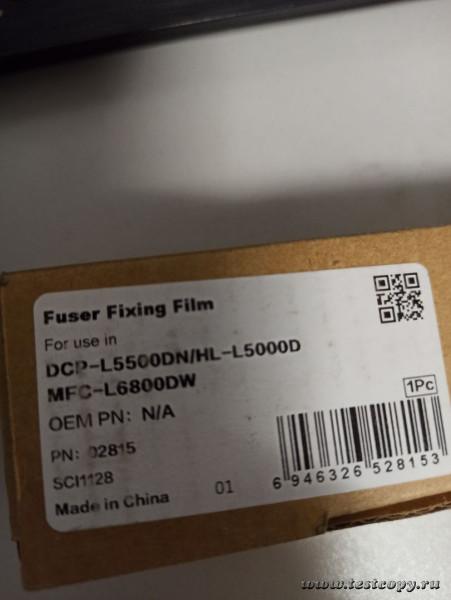 Fuser Fixing Film
For use in
DCP-L5500DN/HL-L5000D
MFC-L6800DW
OEM PN: N/A
1Pc
PN: 02815
SCI1128
Made in China
01
6 946326 528153
www.testcopy.ru